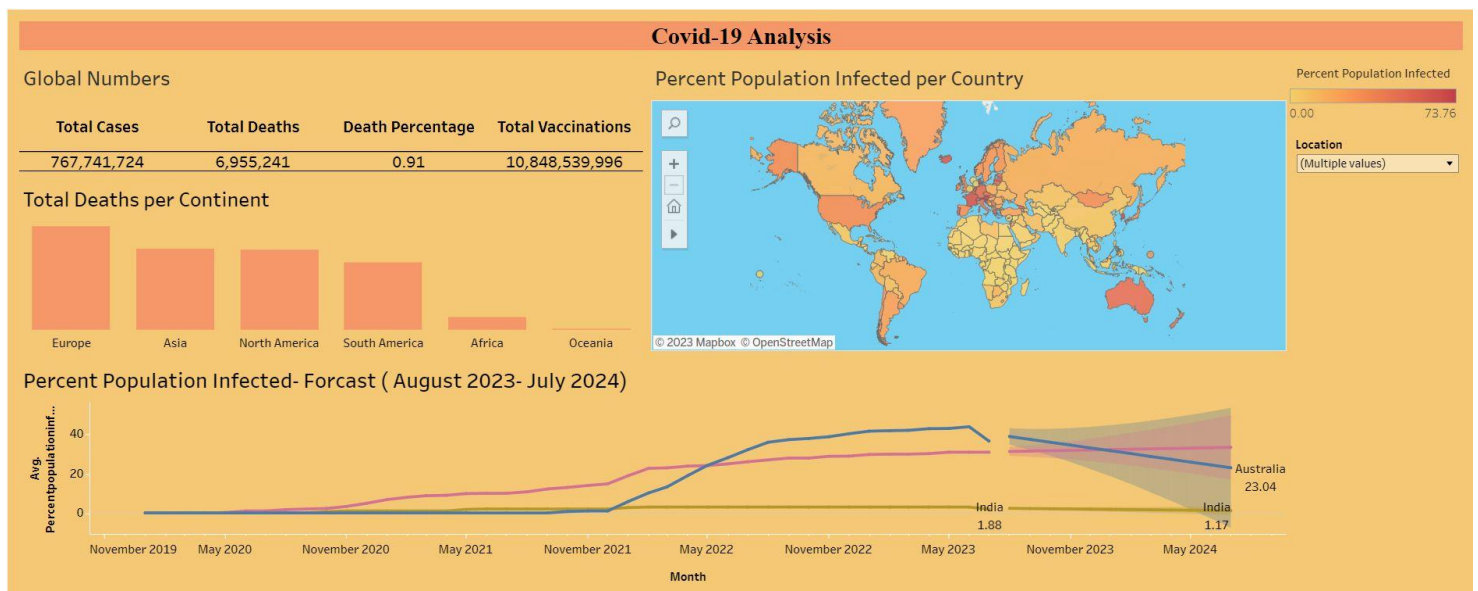 Covid-19 Analysis
Global Numbers
Total Cases Total Deaths Death Percentage Total Vaccinations
767,741,724 6,955,241 0.91 10,848,539,996
Total Deaths per Continent
Europe Asia North America South America Africa Oceania
Percent Population Infected per Country
© 2023 Mapbox © OpenStreetMap
Percent Population Infected
0.00 73.76
Location
(Multiple values)
Percent Population Infected- Forcast ( August 2023- July 2024)
Avg.
Percentpopulationinf...
40
20
0
Australia
23.04
India
1.88
India
1.17
November 2019 May 2020 November 2020 May 2021 November 2021 May 2022 November 2022 May 2023 November 2023 May 2024
Month